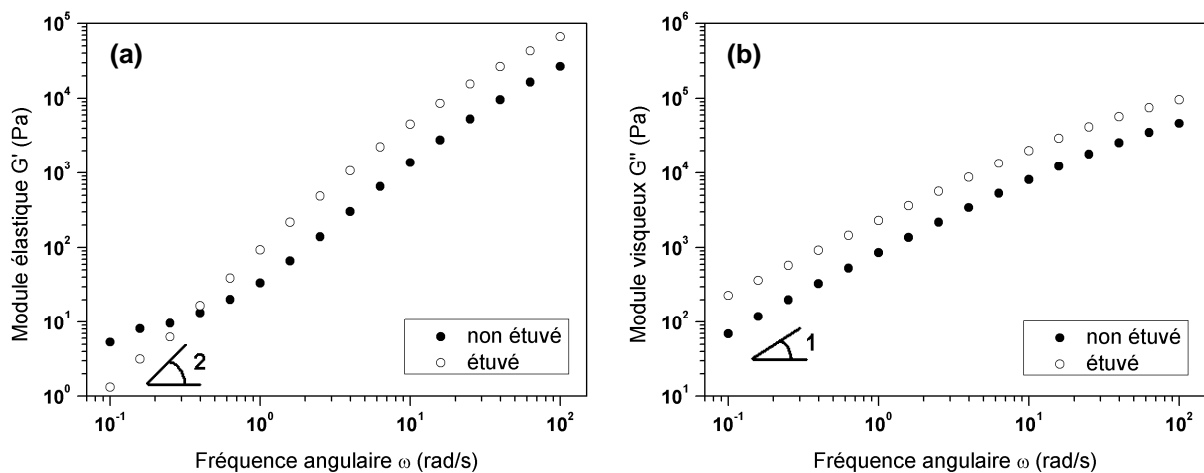 (a)
Module élastique G' (Pa)
10^5
10^4
10^3
10^2
10^1
10^0
2
non étuvé
étuvé
10^-1
10^0
10^1
10^2
Fréquence angulaire ω (rad/s)
(b)
Module visqueux G" (Pa)
10^6
10^5
10^4
10^3
10^2
10^1
1
non étuvé
étuvé
10^-1
10^0
10^1
10^2
Fréquence angulaire ω (rad/s)